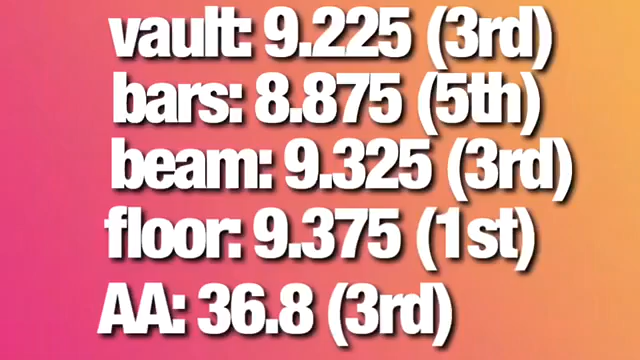 vault: 9.225 (3rd)
bars: 8.875 (5th)
beam: 9.325 (3rd)
floor: 9.375 (1st)
AA: 36.8 (3rd)